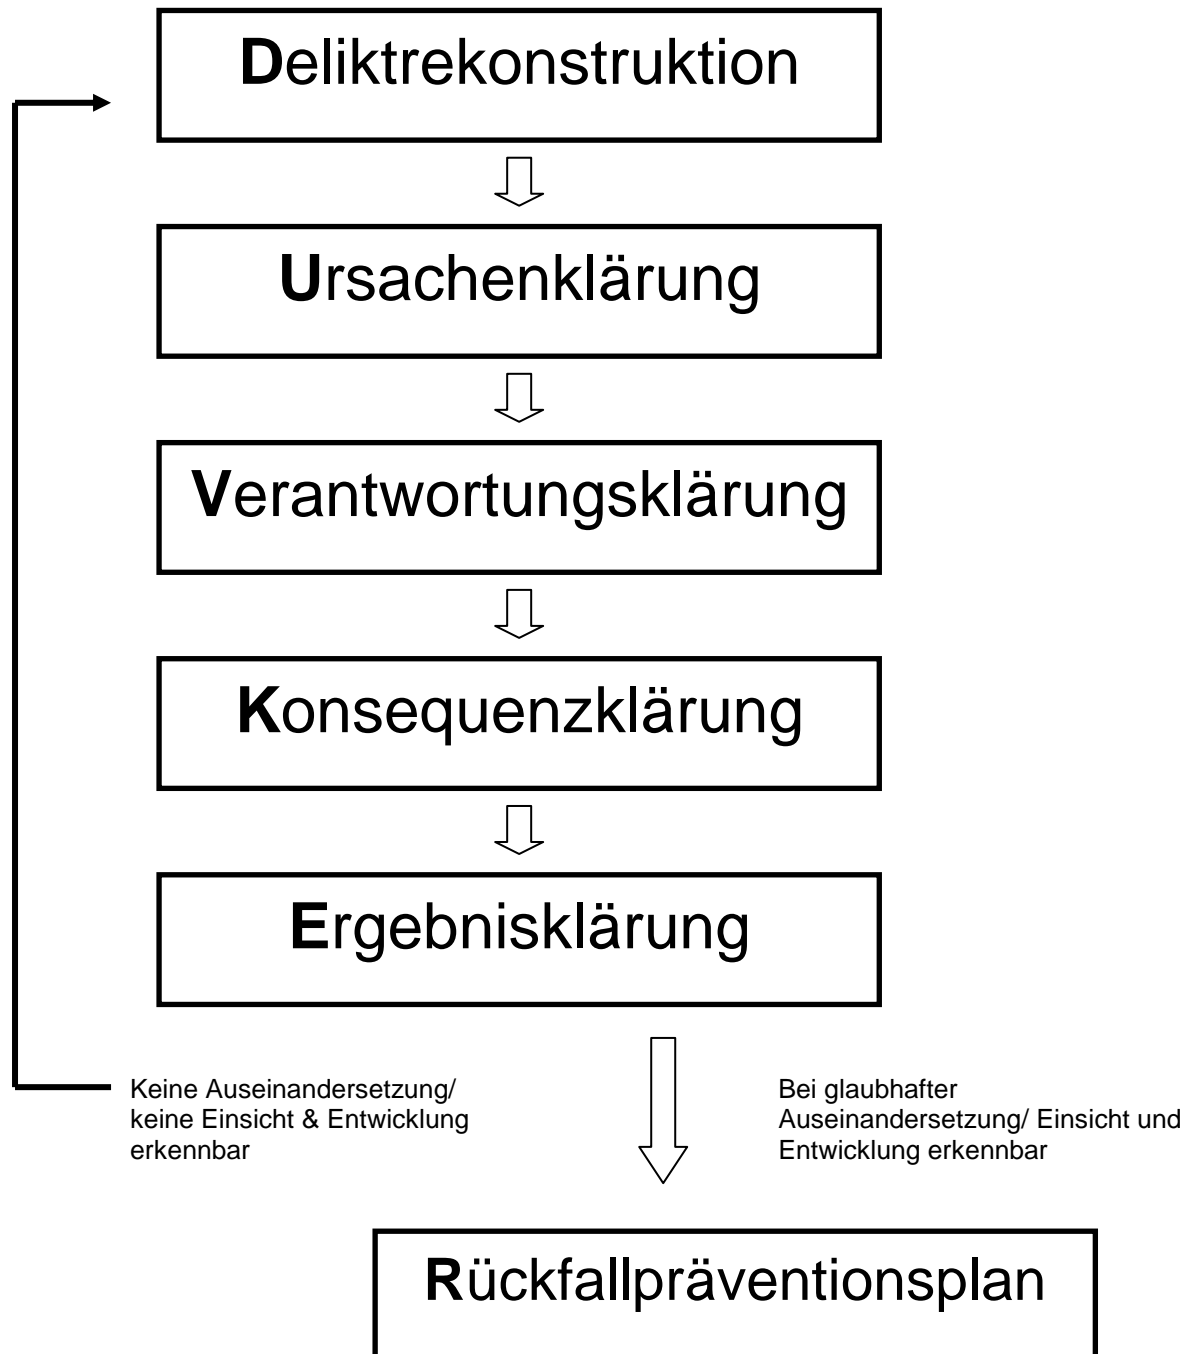 Deliktrekonstruktion
Ursachenklärung
Verantwortungsklärung
Konsequenzklärung
Ergebnisklärung
Keine Auseinandersetzung/
keine Einsicht & Entwicklung
erkennbar
Bei glaubhafter
Auseinandersetzung/ Einsicht und
Entwicklung erkennbar
Rückfallpräventionsplan